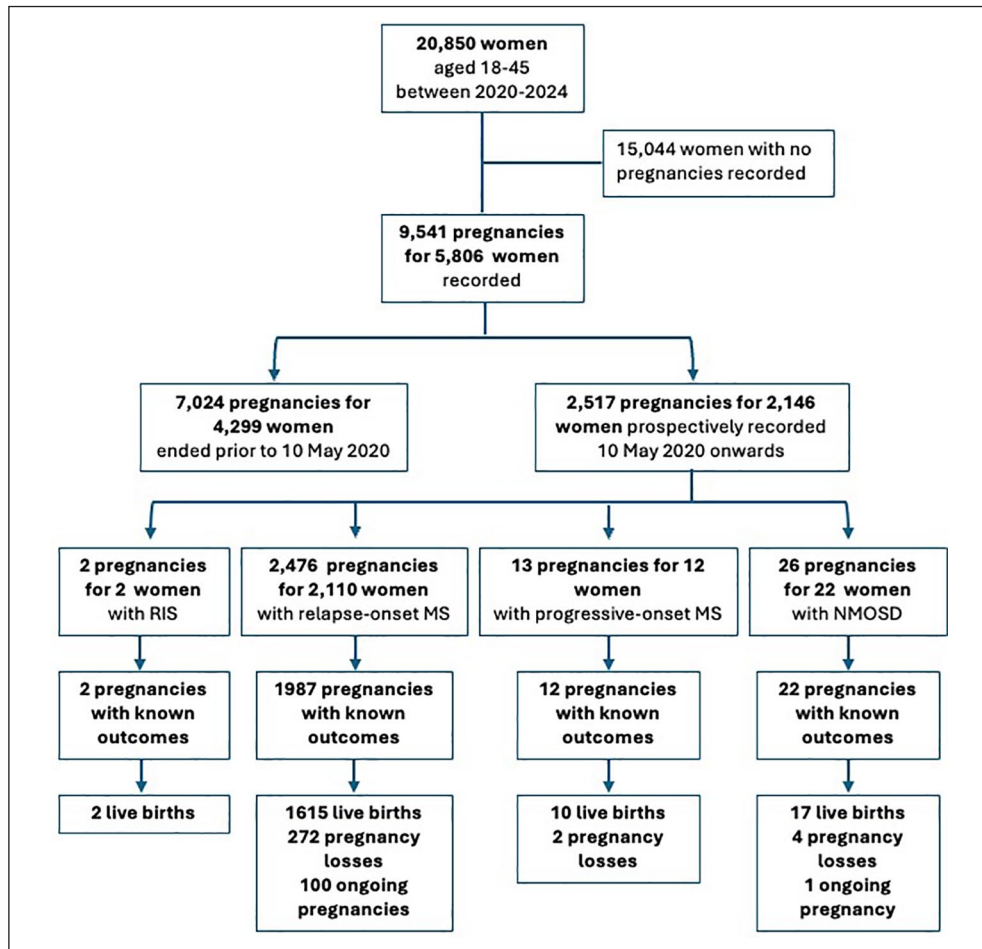 20,850 women
aged 18-45
between 2020-2024
15,044 women with no
pregnancies recorded
9,541 pregnancies
for 5,806 women
recorded
7,024 pregnancies for
4,299 women
ended prior to 10 May 2020
2,517 pregnancies for 2,146
women prospectively recorded
10 May 2020 onwards
2 pregnancies
for 2 women
with RIS
2,476 pregnancies
for 2,110 women
with relapse-onset MS
13 pregnancies for 12
women
with progressive-onset MS
26 pregnancies
for 22 women
with NMOSD
2 pregnancies
with known
outcomes
1987 pregnancies
with known
outcomes
12 pregnancies
with known
outcomes
22 pregnancies
with known
outcomes
2 live births
1615 live births
272 pregnancy
losses
100 ongoing
pregnancies
10 live births
2 pregnancy
losses
17 live births
4 pregnancy
losses
1 ongoing
pregnancy